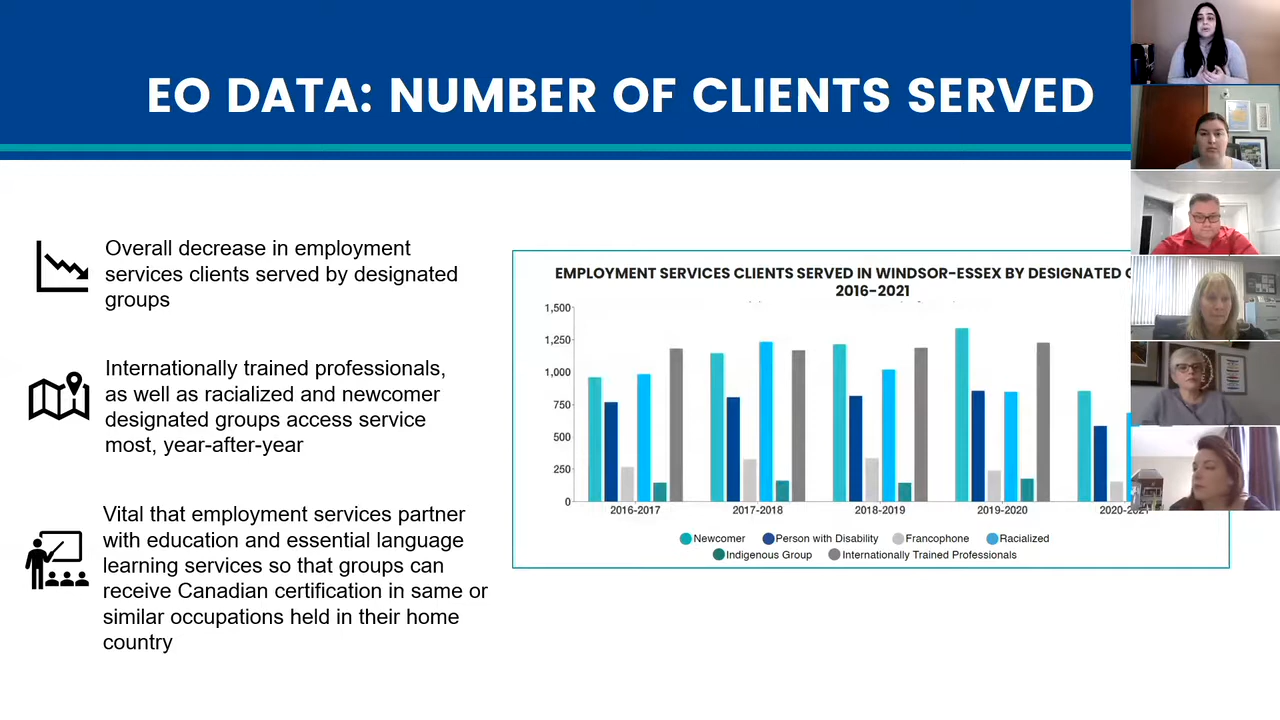 EO DATA: NUMBER OF CLIENTS SERVED
Overall decrease in employment
services clients served by designated
groups
Internationally trained professionals,
as well as racialized and newcomer
designated groups access service
most, year-after-year
Vital that employment services partner
with education and essential language
learning services so that groups can
receive Canadian certification in same or
similar occupations held in their home
country
EMPLOYMENT SERVICES CLIENTS SERVED IN WINDSOR-ESSEX BY DESIGNATED
2016-2021
1,500
1,250
1,000
750
500
250
0
2016-2017 2017-2018 2018-2019 2019-2020 2020-2021
Newcomer Person with Disability Francophone Racialized
Indigenous Group Internationally Trained Professionals